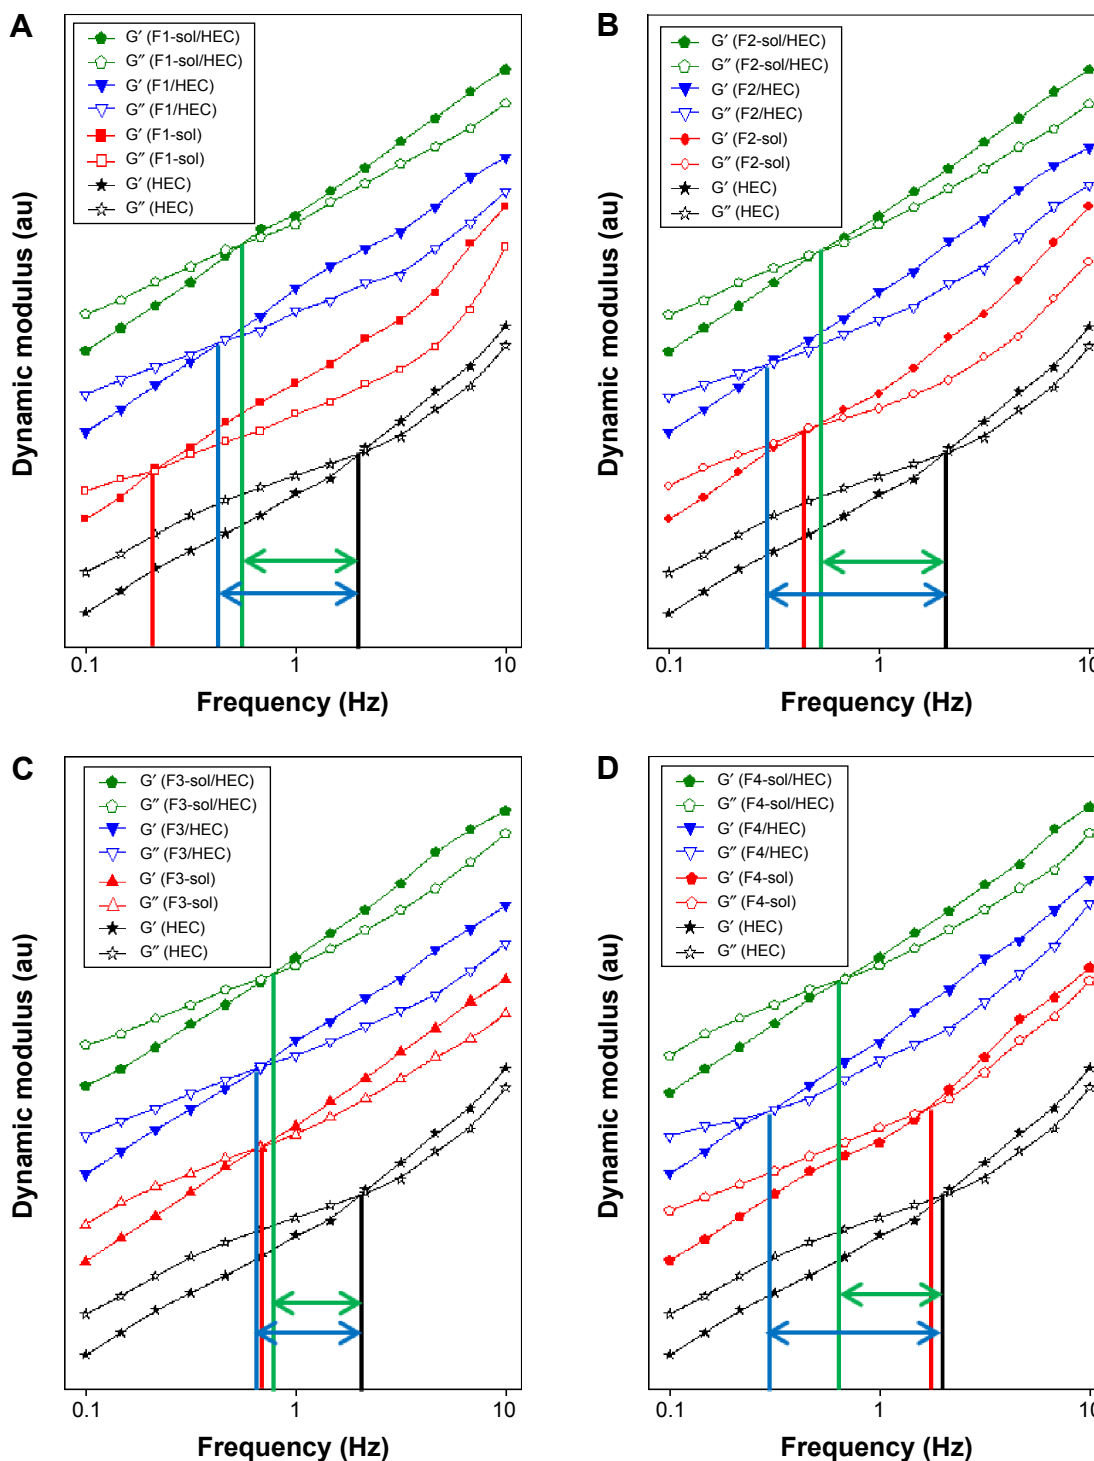 A
G′ (F1-sol/HEC)
G″ (F1-sol/HEC)
G′ (F1/HEC)
G″ (F1/HEC)
G′ (F1-sol)
G″ (F1-sol)
G′ (HEC)
G″ (HEC)
Dynamic modulus (au)
0.1 1 10
Frequency (Hz)
B
G′ (F2-sol/HEC)
G″ (F2-sol/HEC)
G′ (F2/HEC)
G″ (F2/HEC)
G′ (F2-sol)
G″ (F2-sol)
G′ (HEC)
G″ (HEC)
Dynamic modulus (au)
0.1 1 10
Frequency (Hz)
C
G′ (F3-sol/HEC)
G″ (F3-sol/HEC)
G′ (F3/HEC)
G″ (F3/HEC)
G′ (F3-sol)
G″ (F3-sol)
G′ (HEC)
G″ (HEC)
Dynamic modulus (au)
0.1 1 10
Frequency (Hz)
D
G′ (F4-sol/HEC)
G″ (F4-sol/HEC)
G′ (F4/HEC)
G″ (F4/HEC)
G′ (F4-sol)
G″ (F4-sol)
G′ (HEC)
G″ (HEC)
Dynamic modulus (au)
0.1 1 10
Frequency (Hz)